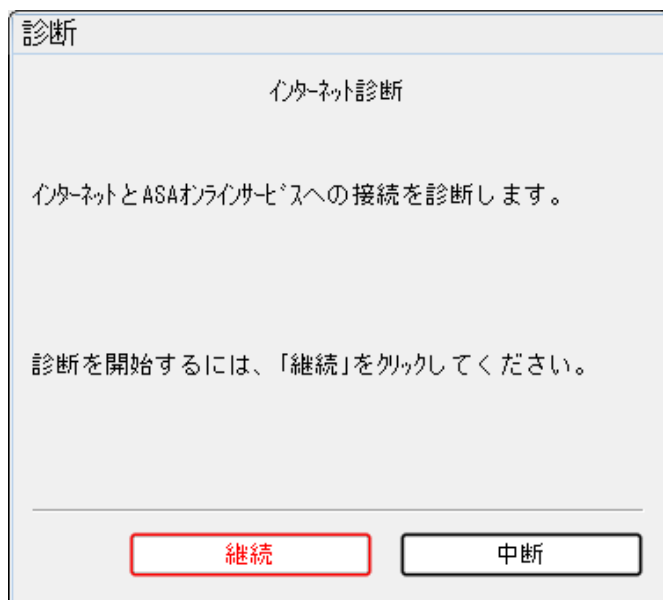 診断
ｲﾝﾀｰﾈｯﾄ診断
ｲﾝﾀｰﾈｯﾄとASAｵﾝﾗｲﾝｻｰﾋﾞｽへの接続を診断します。
診断を開始するには、「継続」をｸﾘｯｸしてください。
継続
中断